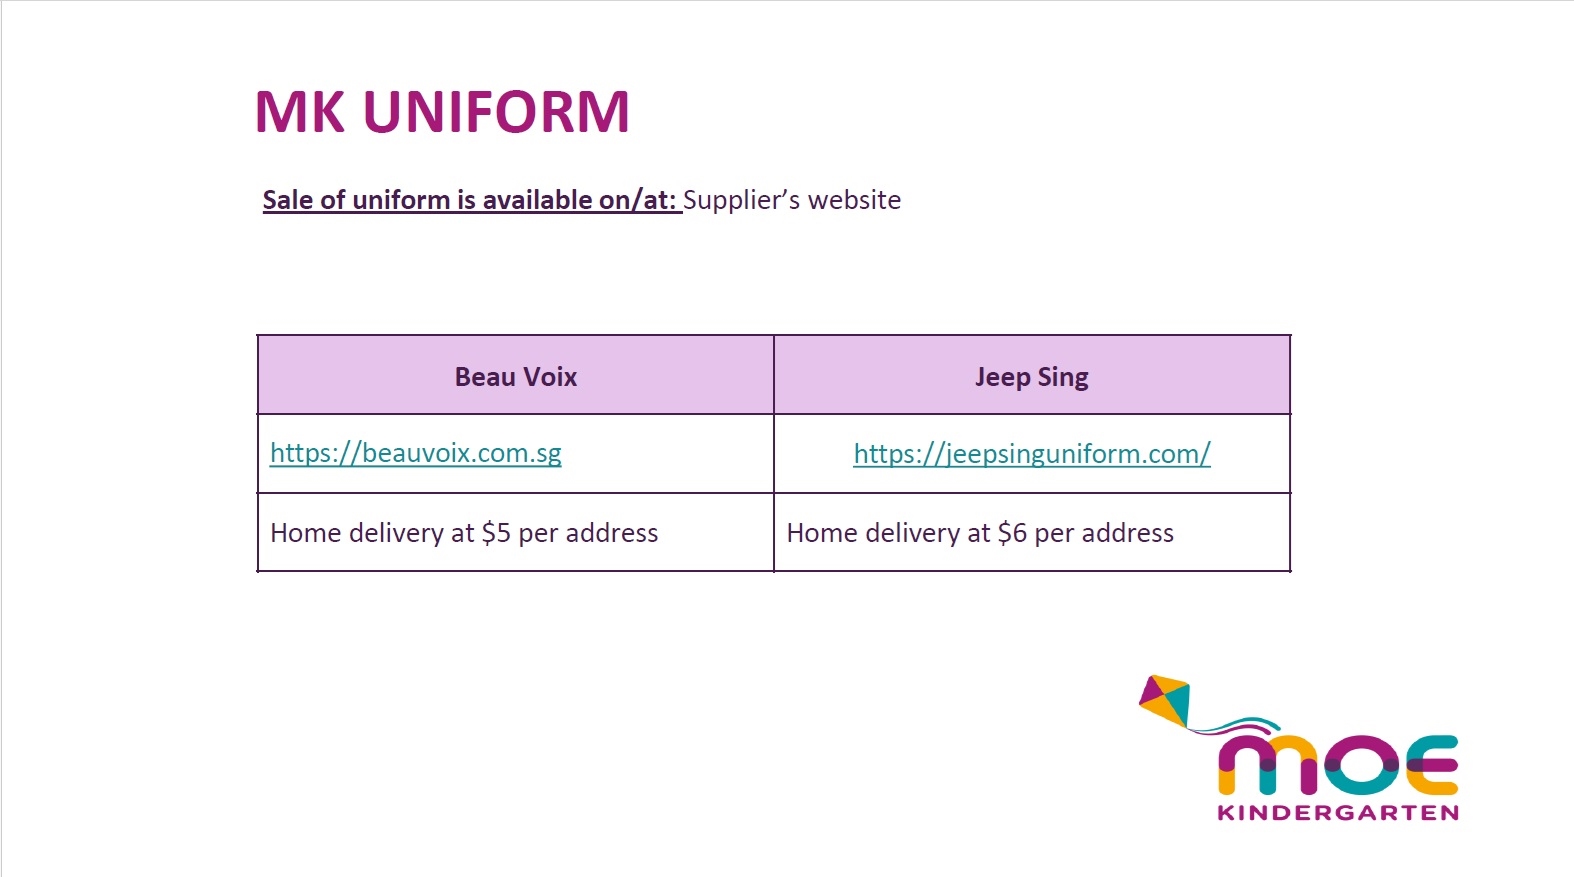 MK UNIFORM
Sale of uniform is available on/at: Supplier’s website
Beau Voix
Jeep Sing
https://beauvoix.com.sg
https://jeepsinguniform.com/
Home delivery at $5 per address
Home delivery at $6 per address
moe
KINDERGARTEN